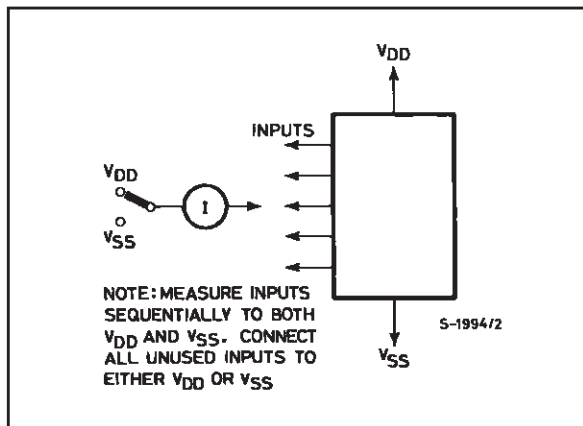 VDD
INPUTS
VDD
I
VSS
NOTE: MEASURE INPUTS
SEQUENTIALLY TO BOTH
VDD AND VSS. CONNECT
ALL UNUSED INPUTS TO
EITHER VDD OR VSS
S-1994/2
VSS